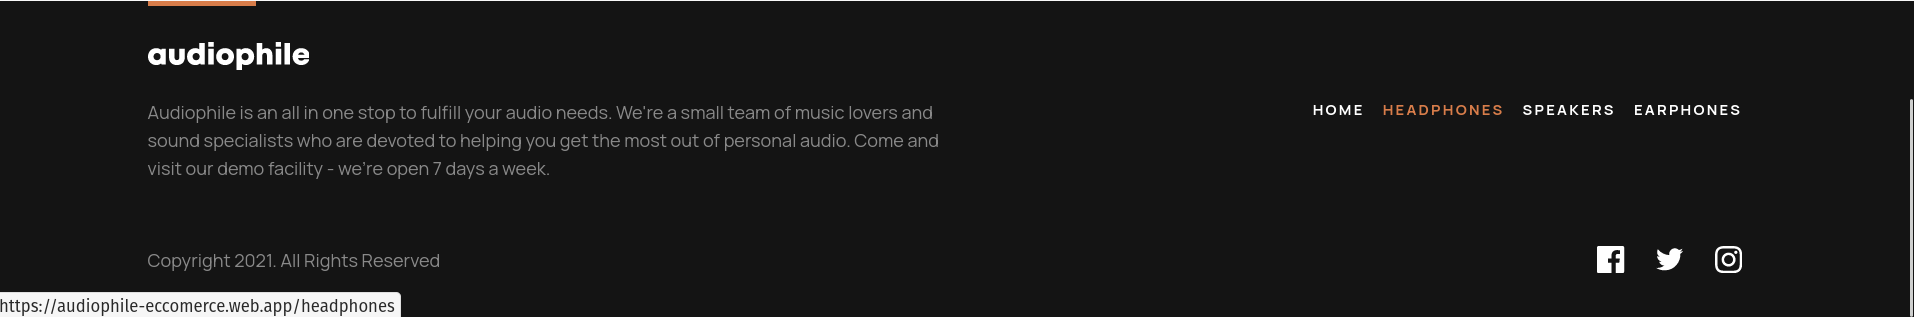 audiophile
Audiophile is an all in one stop to fulfill your audio needs. We're a small team of music lovers and
sound specialists who are devoted to helping you get the most out of personal audio. Come and
visit our demo facility - we're open 7 days a week.
HOME HEADPHONES SPEAKERS EARPHONES
Copyright 2021. All Rights Reserved
https://audiophile-eccomerce.web.app/headphones